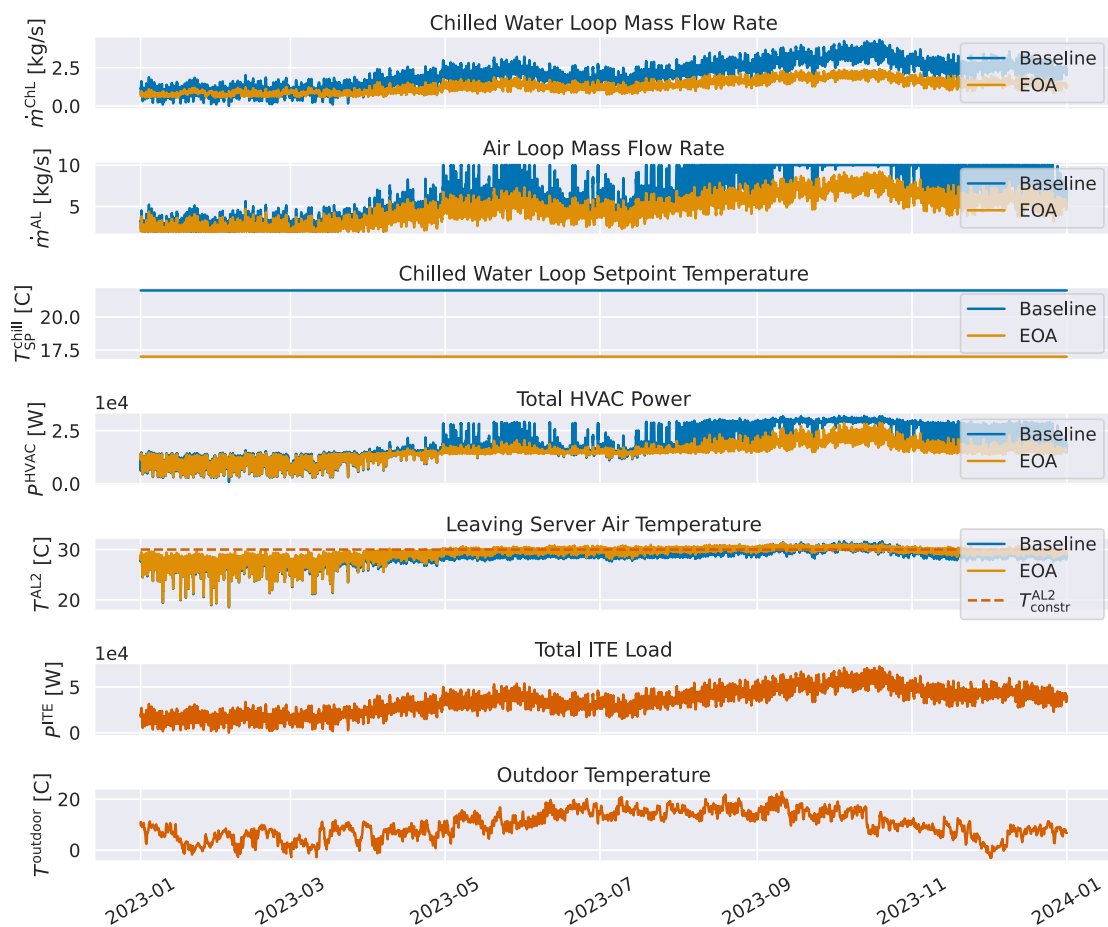 Chilled Water Loop Mass Flow Rate
ṁ^ChL [kg/s]
2.5
0.0
Baseline
EOA
Air Loop Mass Flow Rate
ṁ^AL [kg/s]
10
5
Baseline
EOA
Chilled Water Loop Setpoint Temperature
T_SP^chill [C]
20.0
17.5
Baseline
EOA
1e4
Total HVAC Power
P^HVAC [W]
2.5
0.0
Baseline
EOA
Leaving Server Air Temperature
T^AL2 [C]
30
20
Baseline
EOA
T_constr^AL2
1e4
Total ITE Load
P^ITE [W]
5
0
Outdoor Temperature
T^outdoor [C]
20
0
2023-01
2023-03
2023-05
2023-07
2023-09
2023-11
2024-01